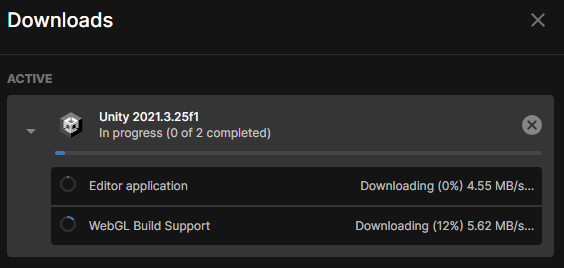 Downloads
ACTIVE
Unity 2021.3.25f1
In progress (0 of 2 completed)
Editor application
Downloading (0%) 4.55 MB/s...
WebGL Build Support
Downloading (12%) 5.62 MB/s...